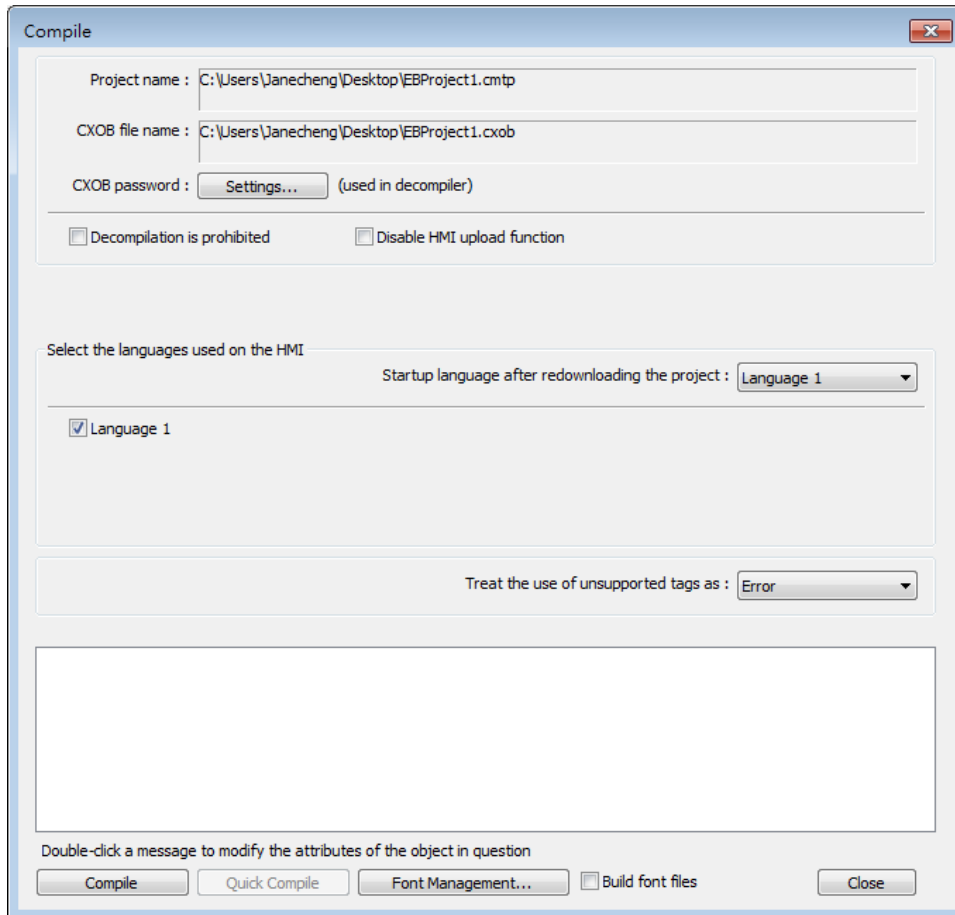 Compile
Project name : C:\Users\Janecheng\Desktop\EBProject1.cmtp
CXOB file name : C:\Users\Janecheng\Desktop\EBProject1.cxob
CXOB password : Settings... (used in decompiler)
Decompilation is prohibited Disable HMI upload function
Select the languages used on the HMI
Startup language after redownloading the project : Language 1
Language 1
Treat the use of unsupported tags as : Error
Double-click a message to modify the attributes of the object in question
Compile Quick Compile Font Management... Build font files Close